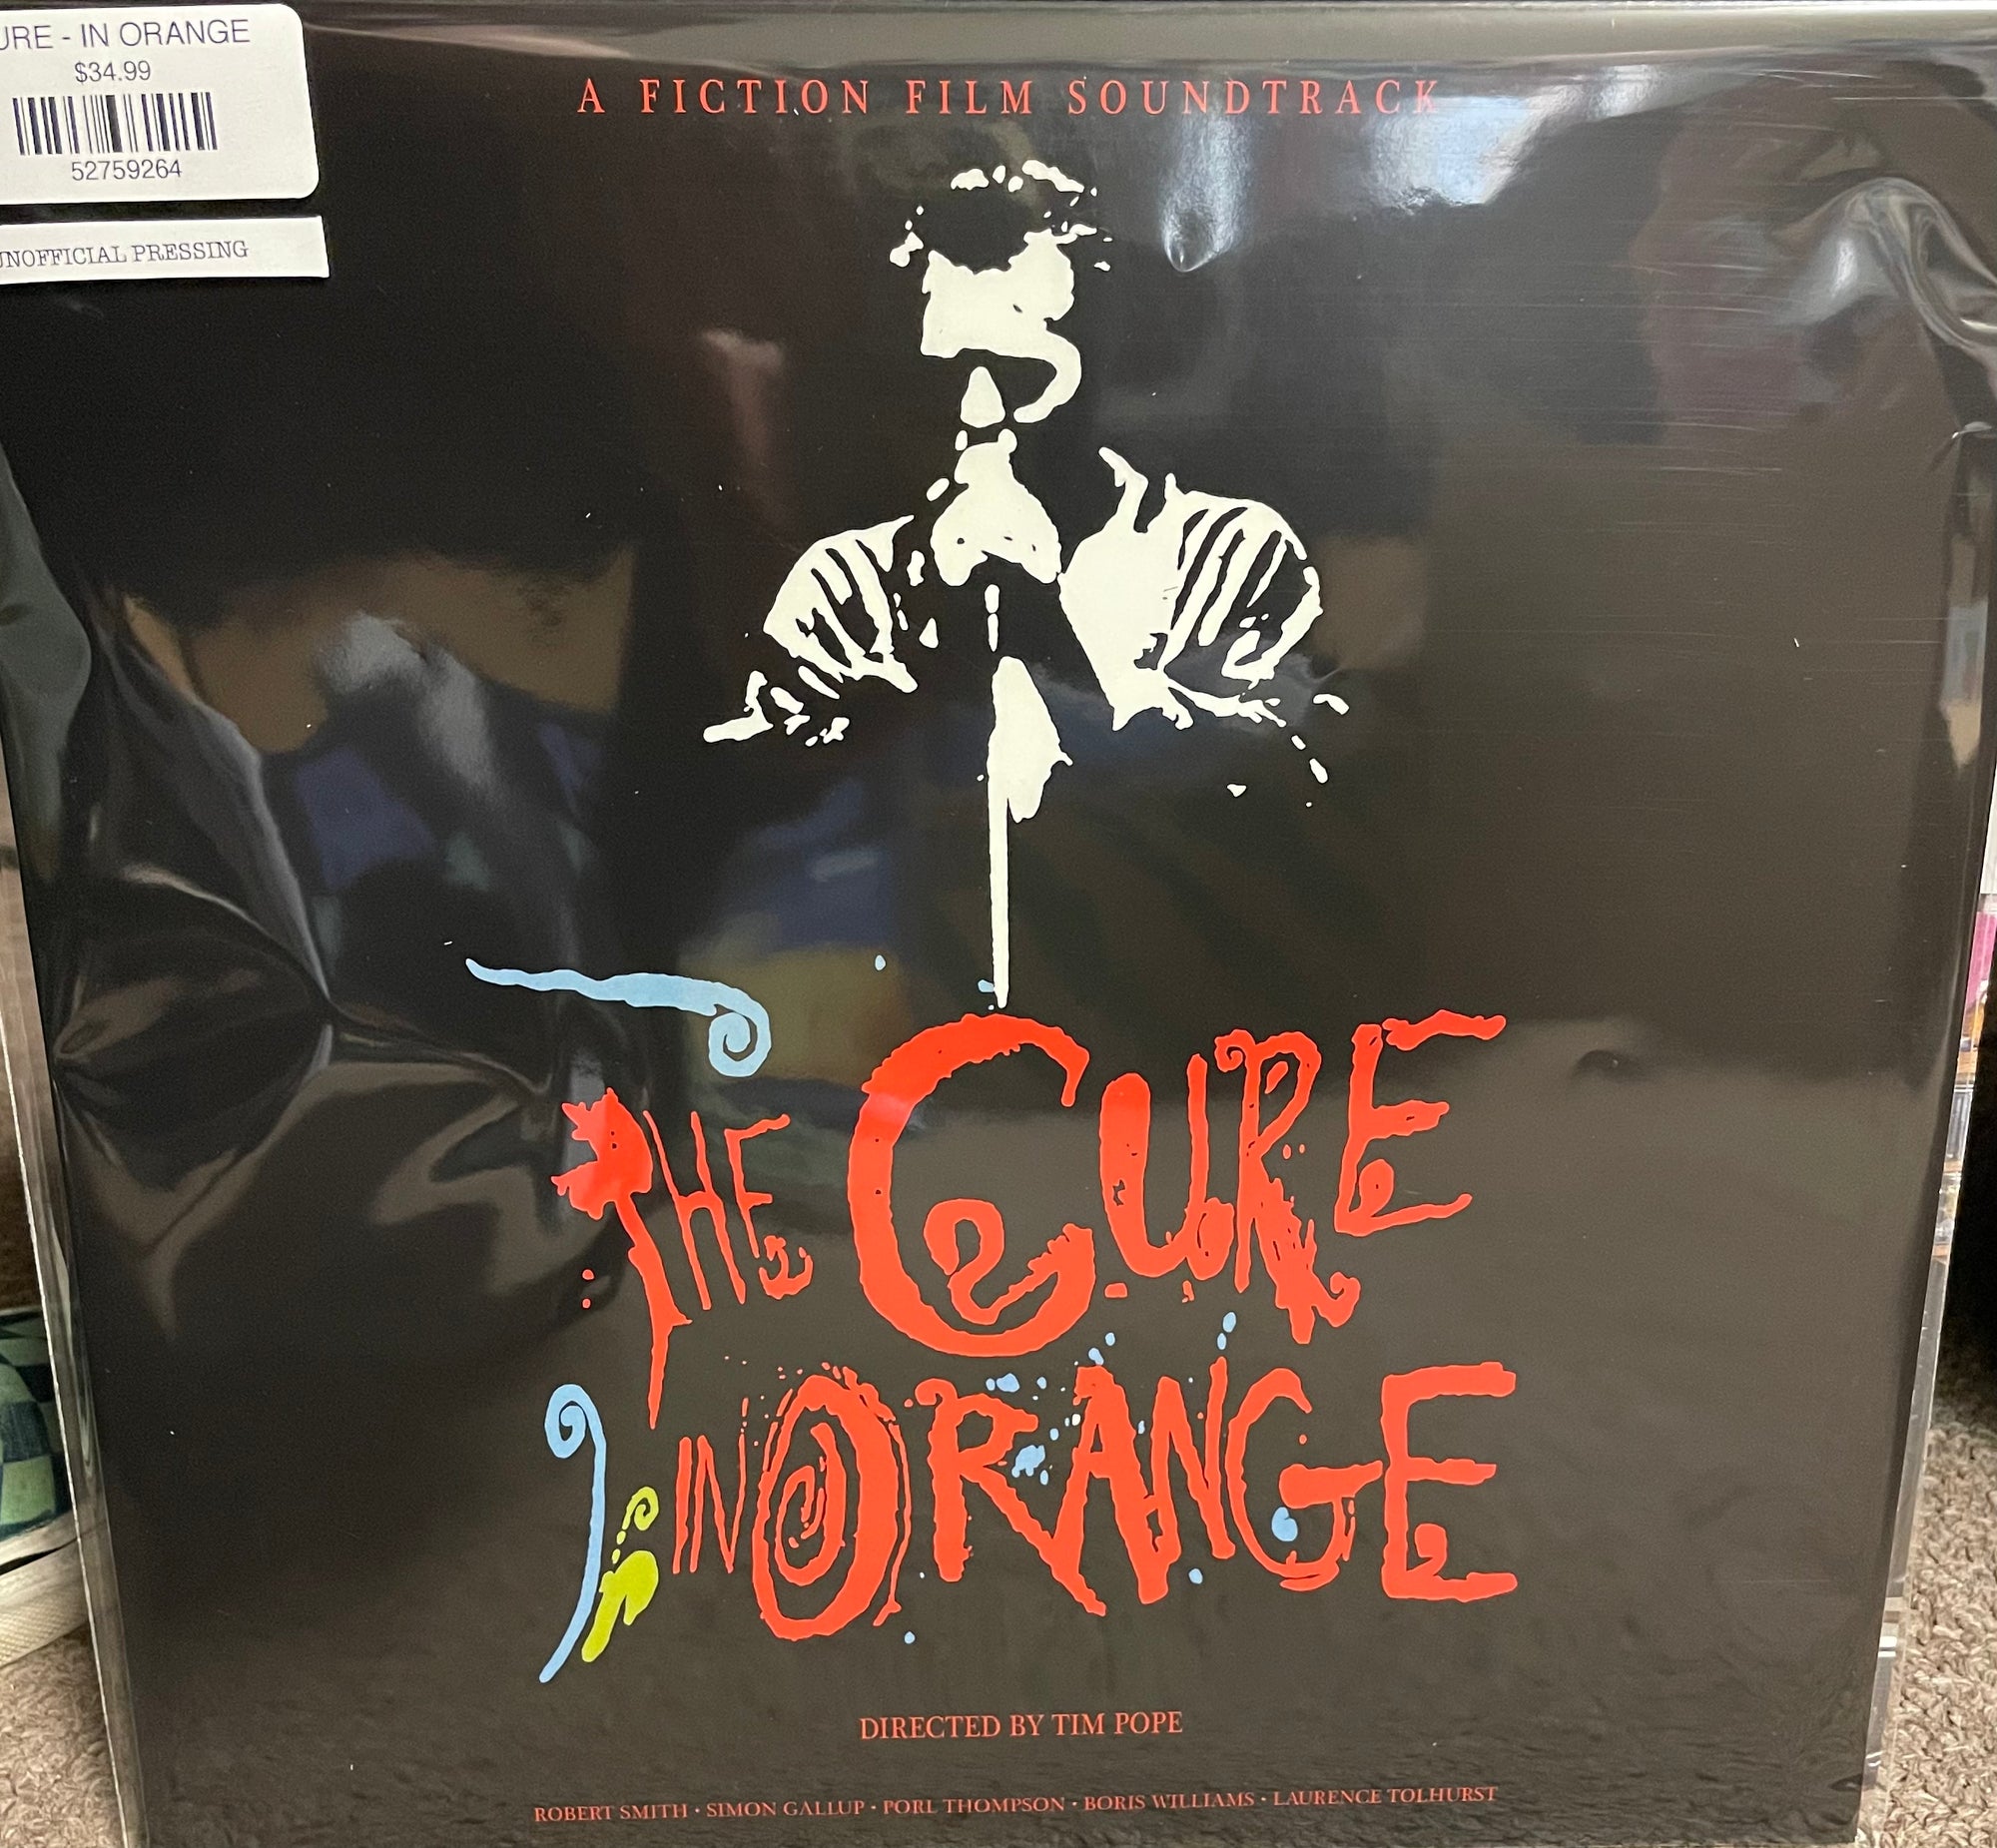 URE - IN ORANGE
$34.99
52759264
UNOFFICIAL PRESSING
A FICTION FILM SOUNDTRACK
THE CURE
IN ORANGE
DIRECTED BY TIM POPE
ROBERT SMITH · SIMON GALLUP · PORL THOMPSON · BORIS WILLIAMS · LAURENCE TOLHURST